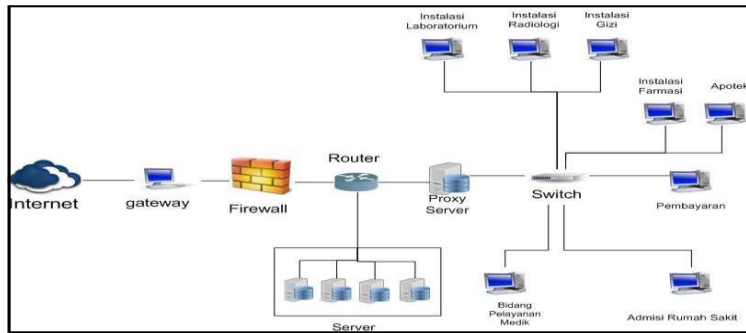 Instalasi
Laboratorium
Instalasi
Radiologi
Instalasi
Gizi
Instalasi
Farmasi
Apotek
Router
Internet
gateway
Firewall
Proxy
Server
Switch
Pembayaran
Bidang
Pelayanan
Medik
Admisi Rumah Sakit
Server